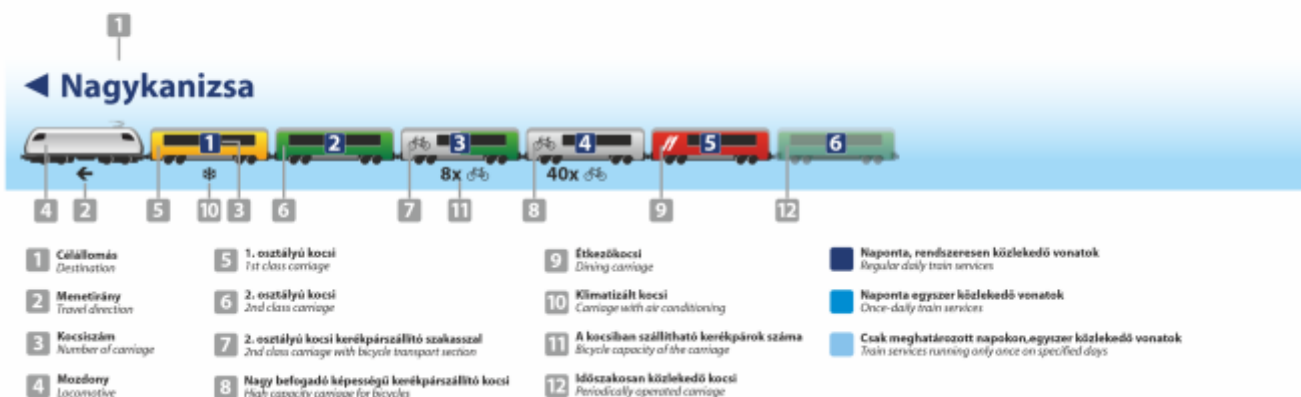 1
Nagykanizsa
1 2 3 4 5 6
8x 40x
4 2 5 10 3 6 7 11 8 9 12
1 Célállomás
Destination
2 Menetirány
Travel direction
3 Kocsiszám
Number of carriage
4 Mozdony
Locomotive
5 1. osztályú kocsi
1st class carriage
6 2. osztályú kocsi
2nd class carriage
7 2. osztályú kocsi kerékpárszállító szakasszal
2nd class carriage with bicycle transport section
8 Nagy befogadó képességű kerékpárszállító kocsi
High capacity carriage for bicycles
9 Étkezőkocsi
Dining carriage
10 Klimatizált kocsi
Carriage with air conditioning
11 A kocsiban szállítható kerékpárok száma
Bicycle capacity of the carriage
12 Időszakosan közlekedő kocsi
Periodically operated carriage
Naponta, rendszeresen közlekedő vonatok
Regular daily train services
Naponta egyszer közlekedő vonatok
Once-daily train services
Csak meghatározott napokon,egyszer közlekedő vonatok
Train services running only once on specified days